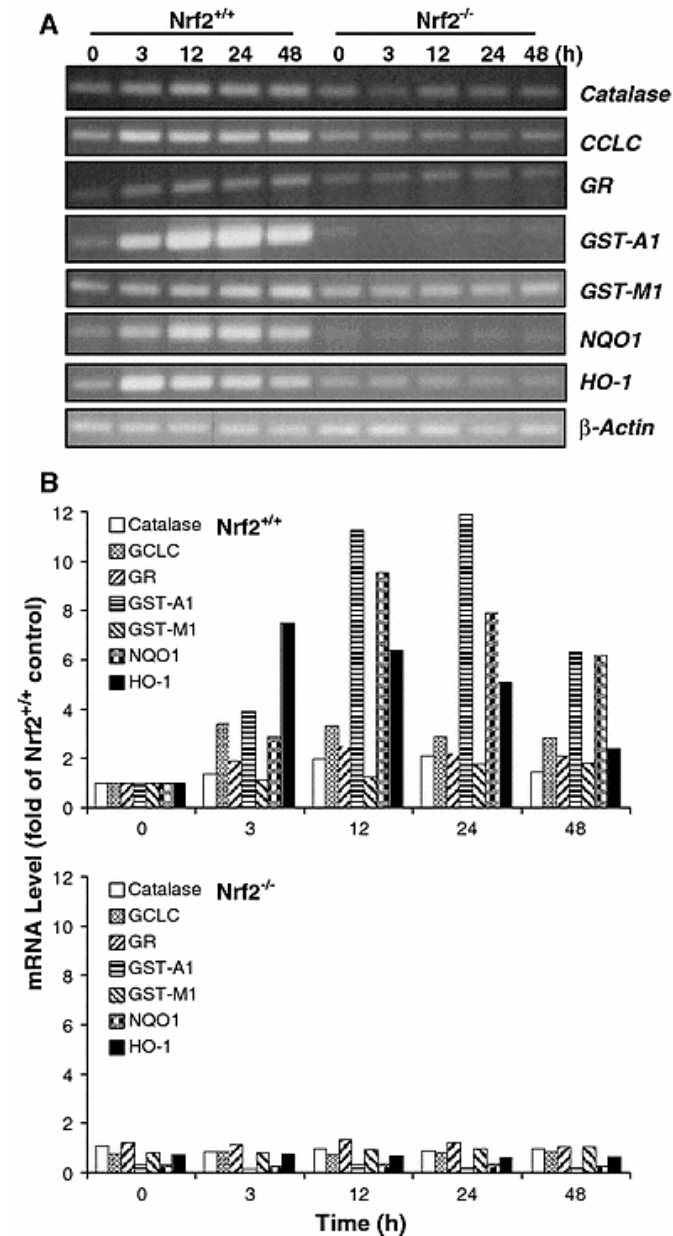 A
Nrf2+/+ Nrf2-/-
0 3 12 24 48 0 3 12 24 48 (h)
Catalase
CCLC
GR
GST-A1
GST-M1
NQO1
HO-1
β-Actin
B
mRNA Level (fold of Nrf2+/+ control)
12
10
8
6
4
2
0
Catalase
GCLC
GR
GST-A1
GST-M1
NQO1
HO-1
Nrf2+/+
0 3 12 24 48
12
10
8
6
4
2
0
Catalase
GCLC
GR
GST-A1
GST-M1
NQO1
HO-1
Nrf2-/-
0 3 12 24 48
Time (h)